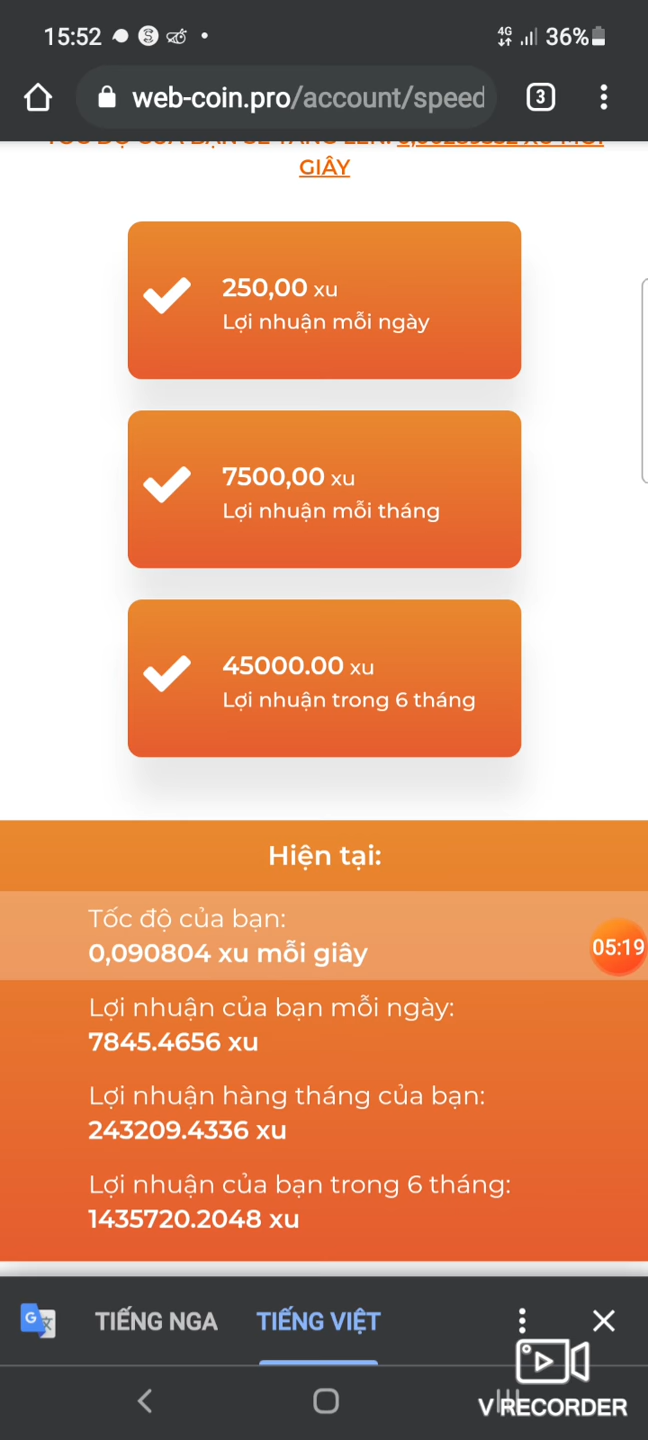 15:52
4G
36%
web-coin.pro/account/speed
3
GIÂY
250,00 xu
Lợi nhuận mỗi ngày
7500,00 xu
Lợi nhuận mỗi tháng
45000.00 xu
Lợi nhuận trong 6 tháng
Hiện tại:
Tốc độ của bạn:
0,090804 xu mỗi giây
05:19
Lợi nhuận của bạn mỗi ngày:
7845.4656 xu
Lợi nhuận hàng tháng của bạn:
243209.4336 xu
Lợi nhuận của bạn trong 6 tháng:
1435720.2048 xu
TIẾNG NGA
TIẾNG VIỆT
V RECORDER